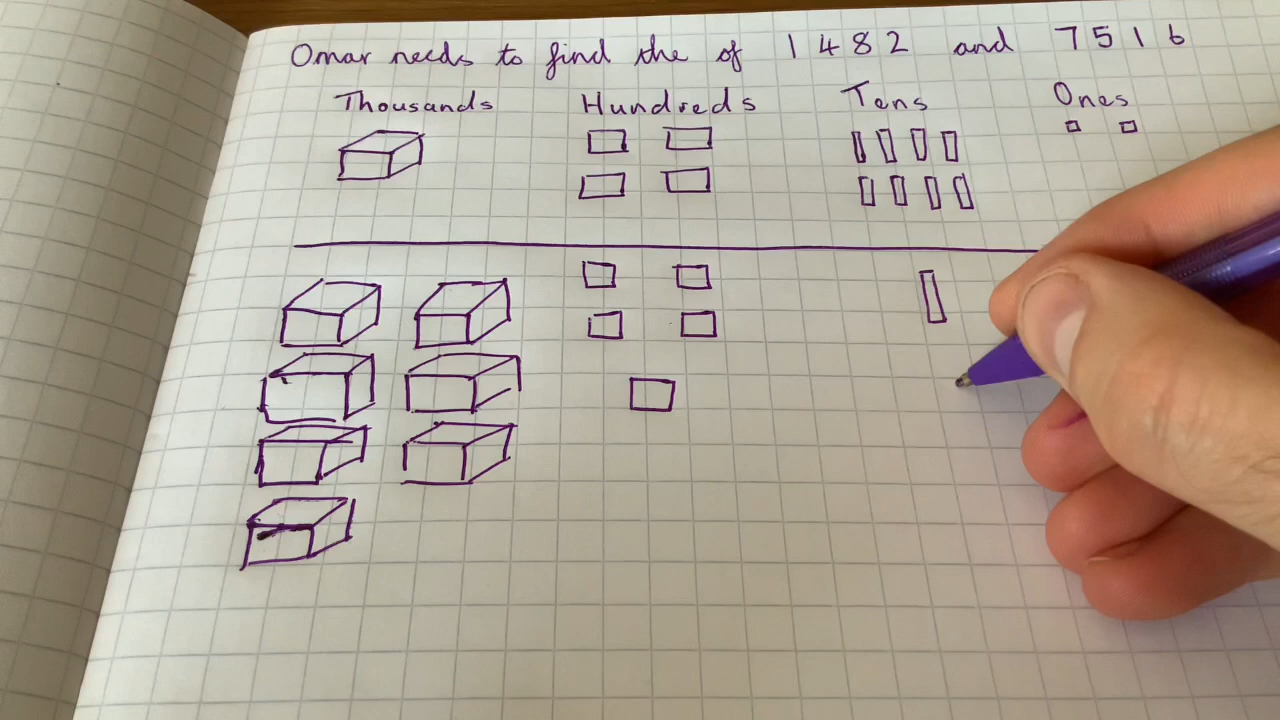 Omar needs to find the of 1482 and 7516
Thousands Hundreds Tens Ones